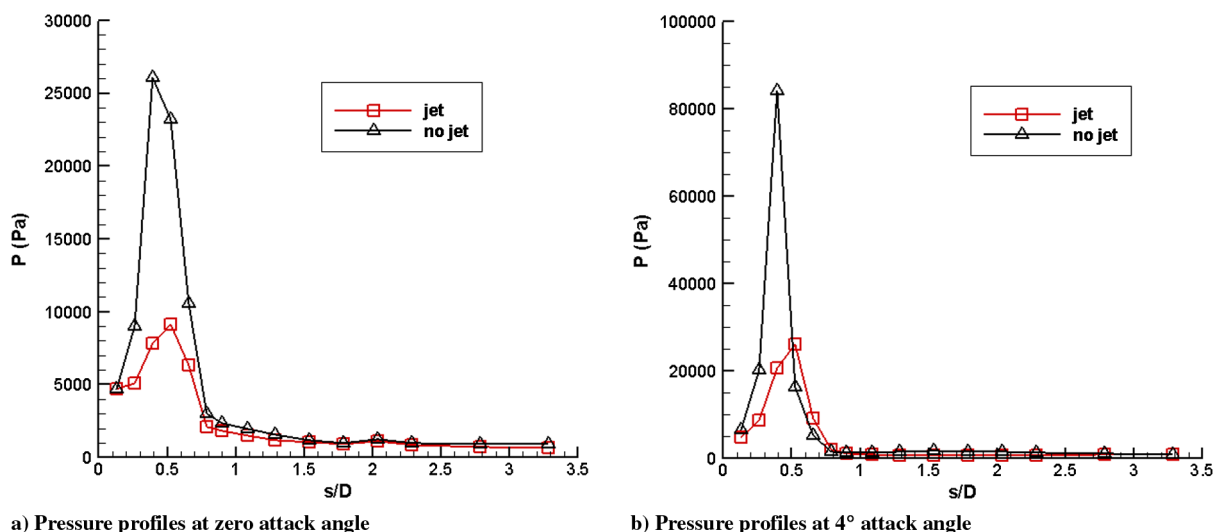 30000
25000
20000
15000
10000
5000
0
P (Pa)
jet
no jet
0 0.5 1 1.5 2 2.5 3 3.5
s/D
a) Pressure profiles at zero attack angle
100000
80000
60000
40000
20000
0
P (Pa)
jet
no jet
0 0.5 1 1.5 2 2.5 3 3.5
s/D
b) Pressure profiles at 4° attack angle